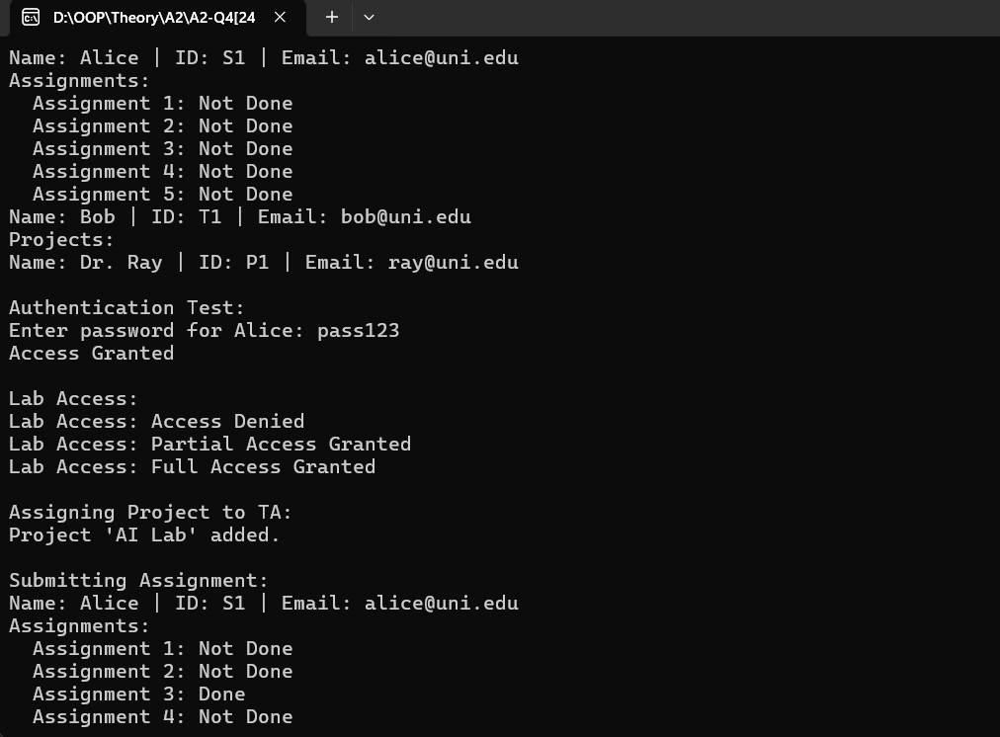 D:\OOP\Theory\A2\A2-Q4[24
Name: Alice | ID: S1 | Email: alice@uni.edu
Assignments:
  Assignment 1: Not Done
  Assignment 2: Not Done
  Assignment 3: Not Done
  Assignment 4: Not Done
  Assignment 5: Not Done
Name: Bob | ID: T1 | Email: bob@uni.edu
Projects:
Name: Dr. Ray | ID: P1 | Email: ray@uni.edu

Authentication Test:
Enter password for Alice: pass123
Access Granted

Lab Access:
Lab Access: Access Denied
Lab Access: Partial Access Granted
Lab Access: Full Access Granted

Assigning Project to TA:
Project 'AI Lab' added.

Submitting Assignment:
Name: Alice | ID: S1 | Email: alice@uni.edu
Assignments:
  Assignment 1: Not Done
  Assignment 2: Not Done
  Assignment 3: Done
  Assignment 4: Not Done